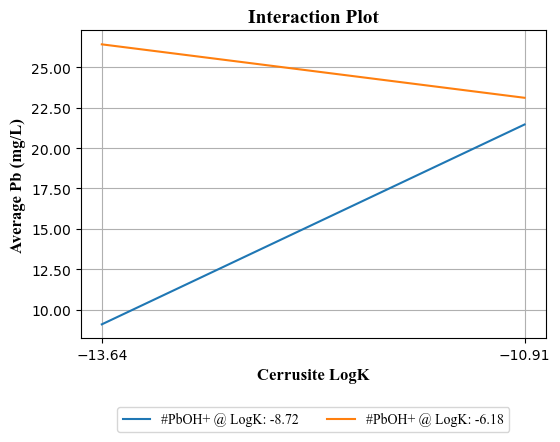 Interaction Plot
Average Pb (mg/L)
25.00
22.50
20.00
17.50
15.00
12.50
10.00
−13.64 −10.91
Cerrusite LogK
#PbOH+ @ LogK: -8.72 #PbOH+ @ LogK: -6.18